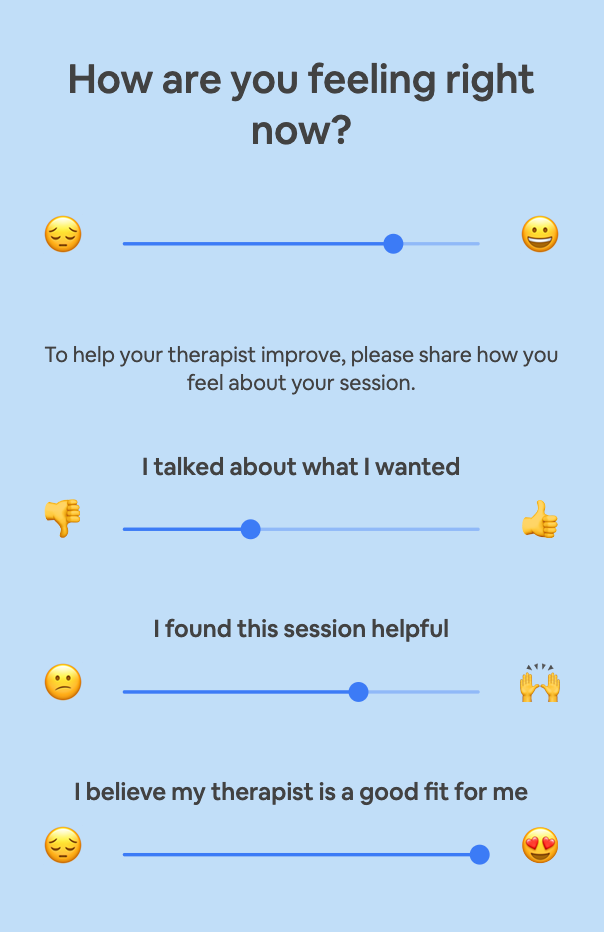 How are you feeling right
now?
To help your therapist improve, please share how you
feel about your session.
I talked about what I wanted
I found this session helpful
I believe my therapist is a good fit for me